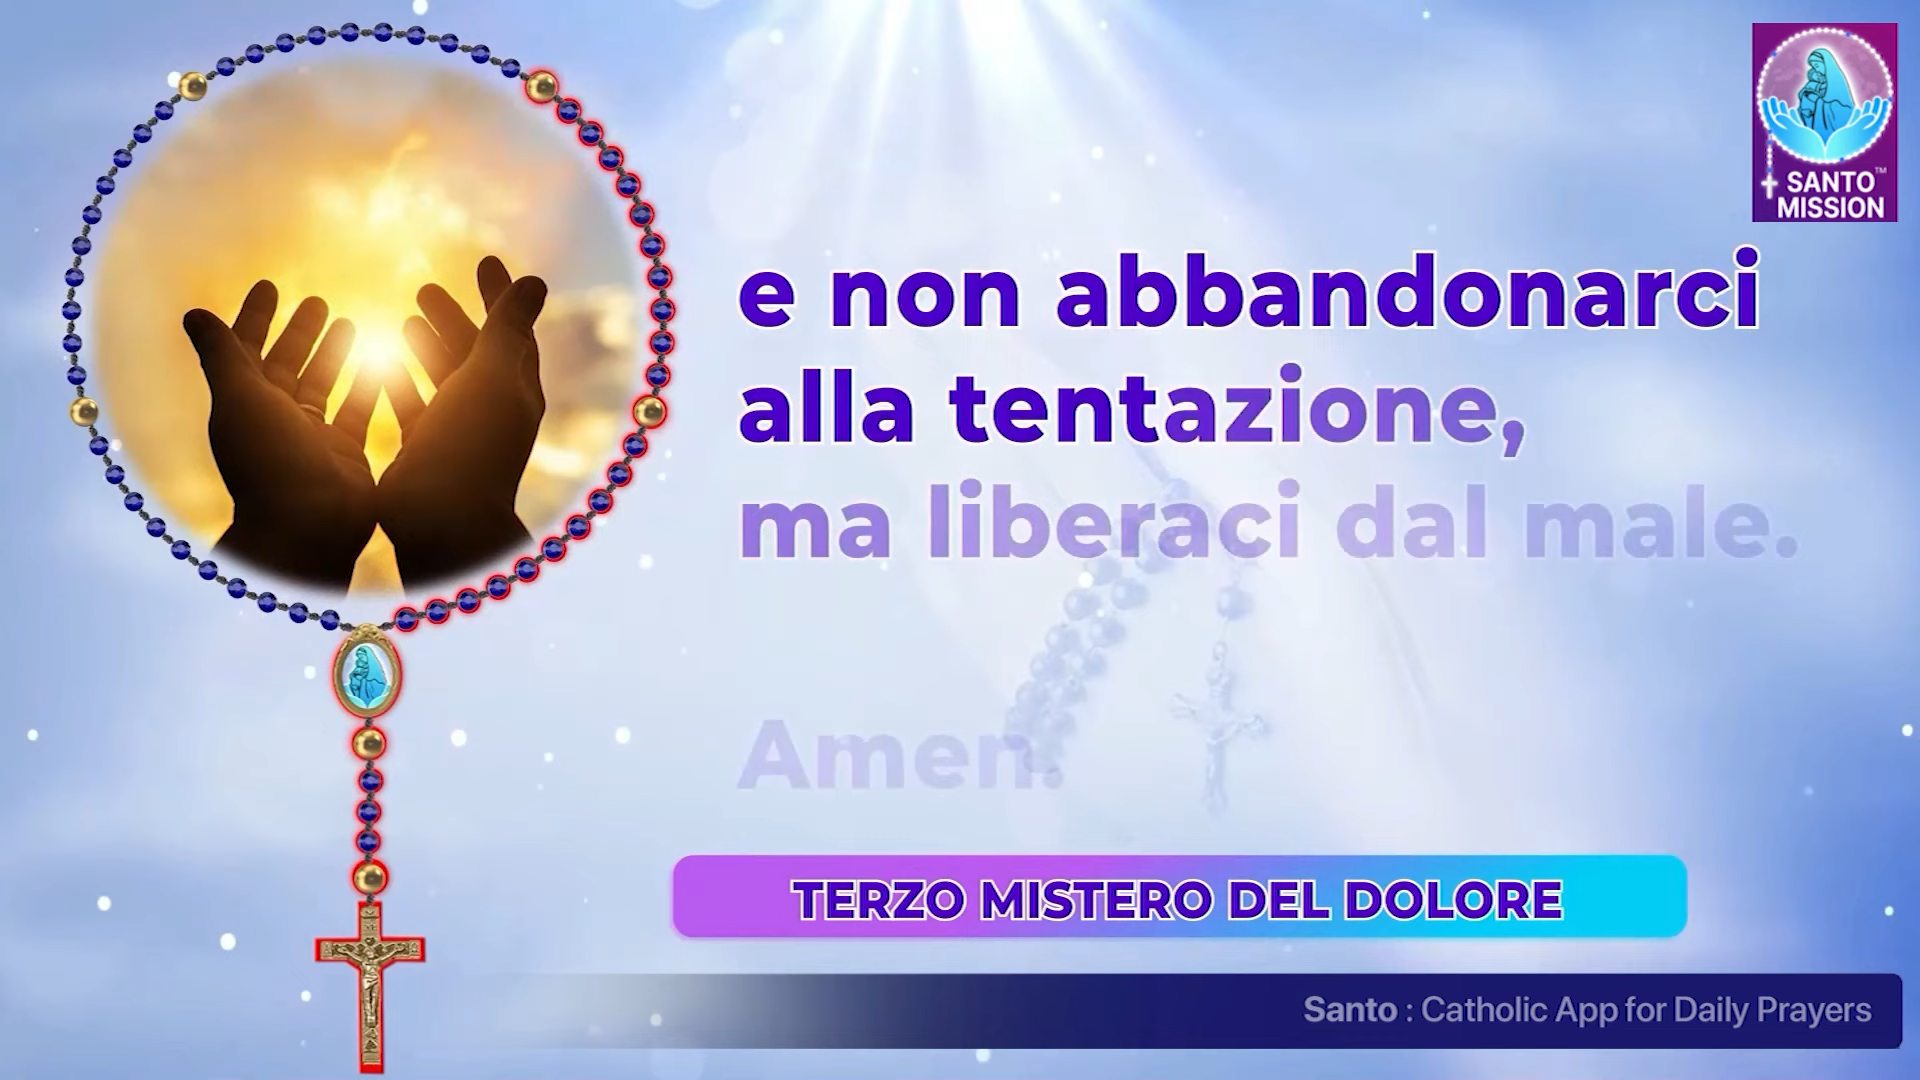 SANTO™
MISSION
e non abbandonarci
alla tentazione,
ma liberaci dal male.
Amen.
TERZO MISTERO DEL DOLORE
Santo : Catholic App for Daily Prayers